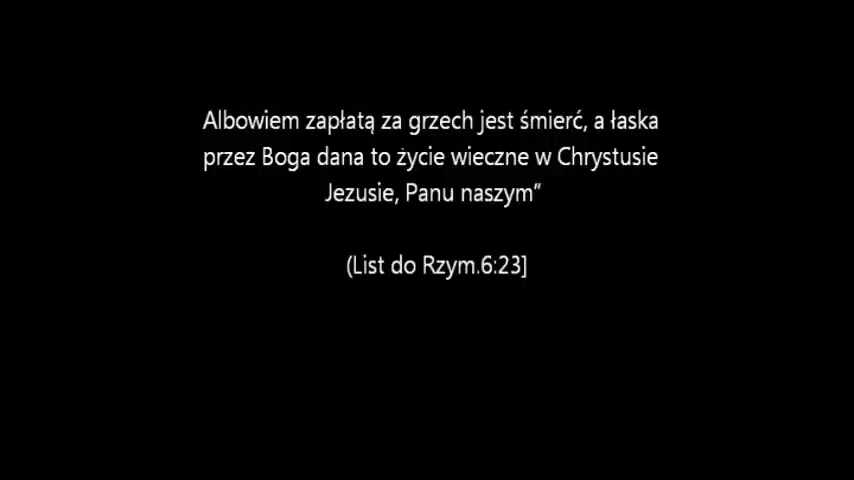 Albowiem zapłatą za grzech jest śmierć, a łaska
przez Boga dana to życie wieczne w Chrystusie
Jezusie, Panu naszym”
(List do Rzym.6:23]